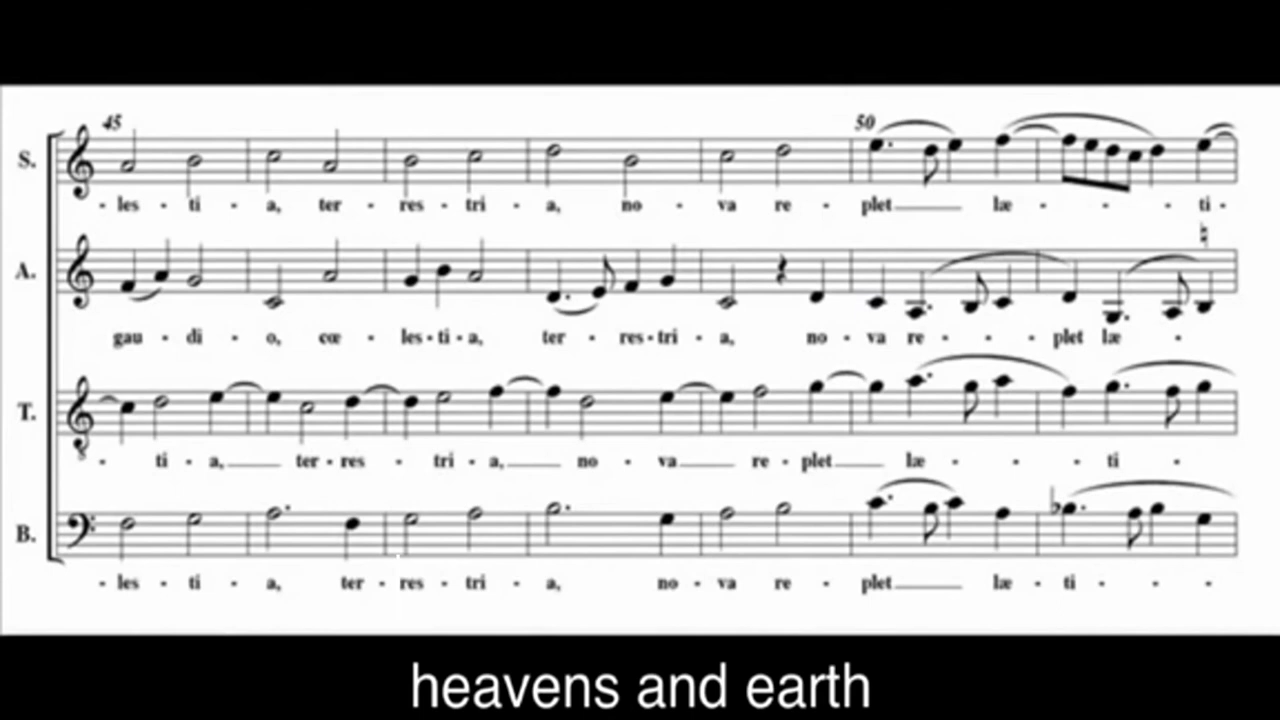 45 50
S.
- les - ti - a, ter - res - tri - a, no - va re - plet læ - - - ti -
A.
gau - di - o, cœ - les - ti - a, ter - res - tri - a, no - va re - - - plet læ -
T.
- ti - a, ter - res - tri - a, no - va re - plet læ - - - ti -
B.
- les - ti - a, ter - res - tri - a, no - va re - plet læ - ti - - -
heavens and earth